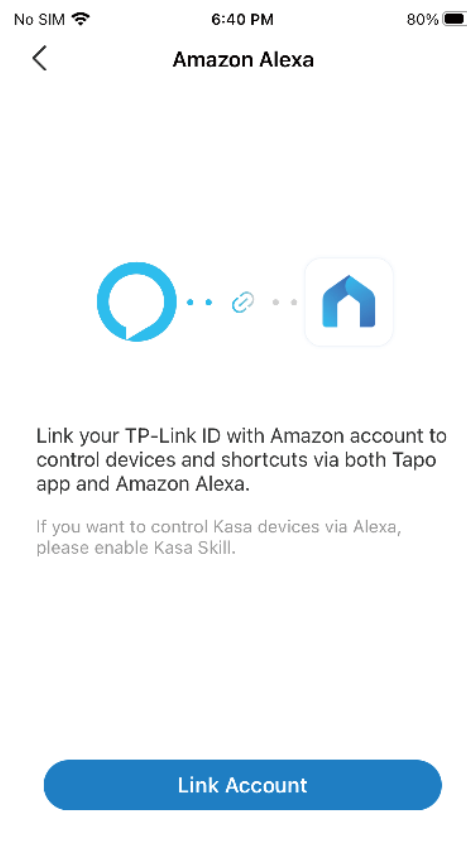 No SIM 6:40 PM 80%
Amazon Alexa
Link your TP-Link ID with Amazon account to
control devices and shortcuts via both Tapo
app and Amazon Alexa.
If you want to control Kasa devices via Alexa,
please enable Kasa Skill.
Link Account